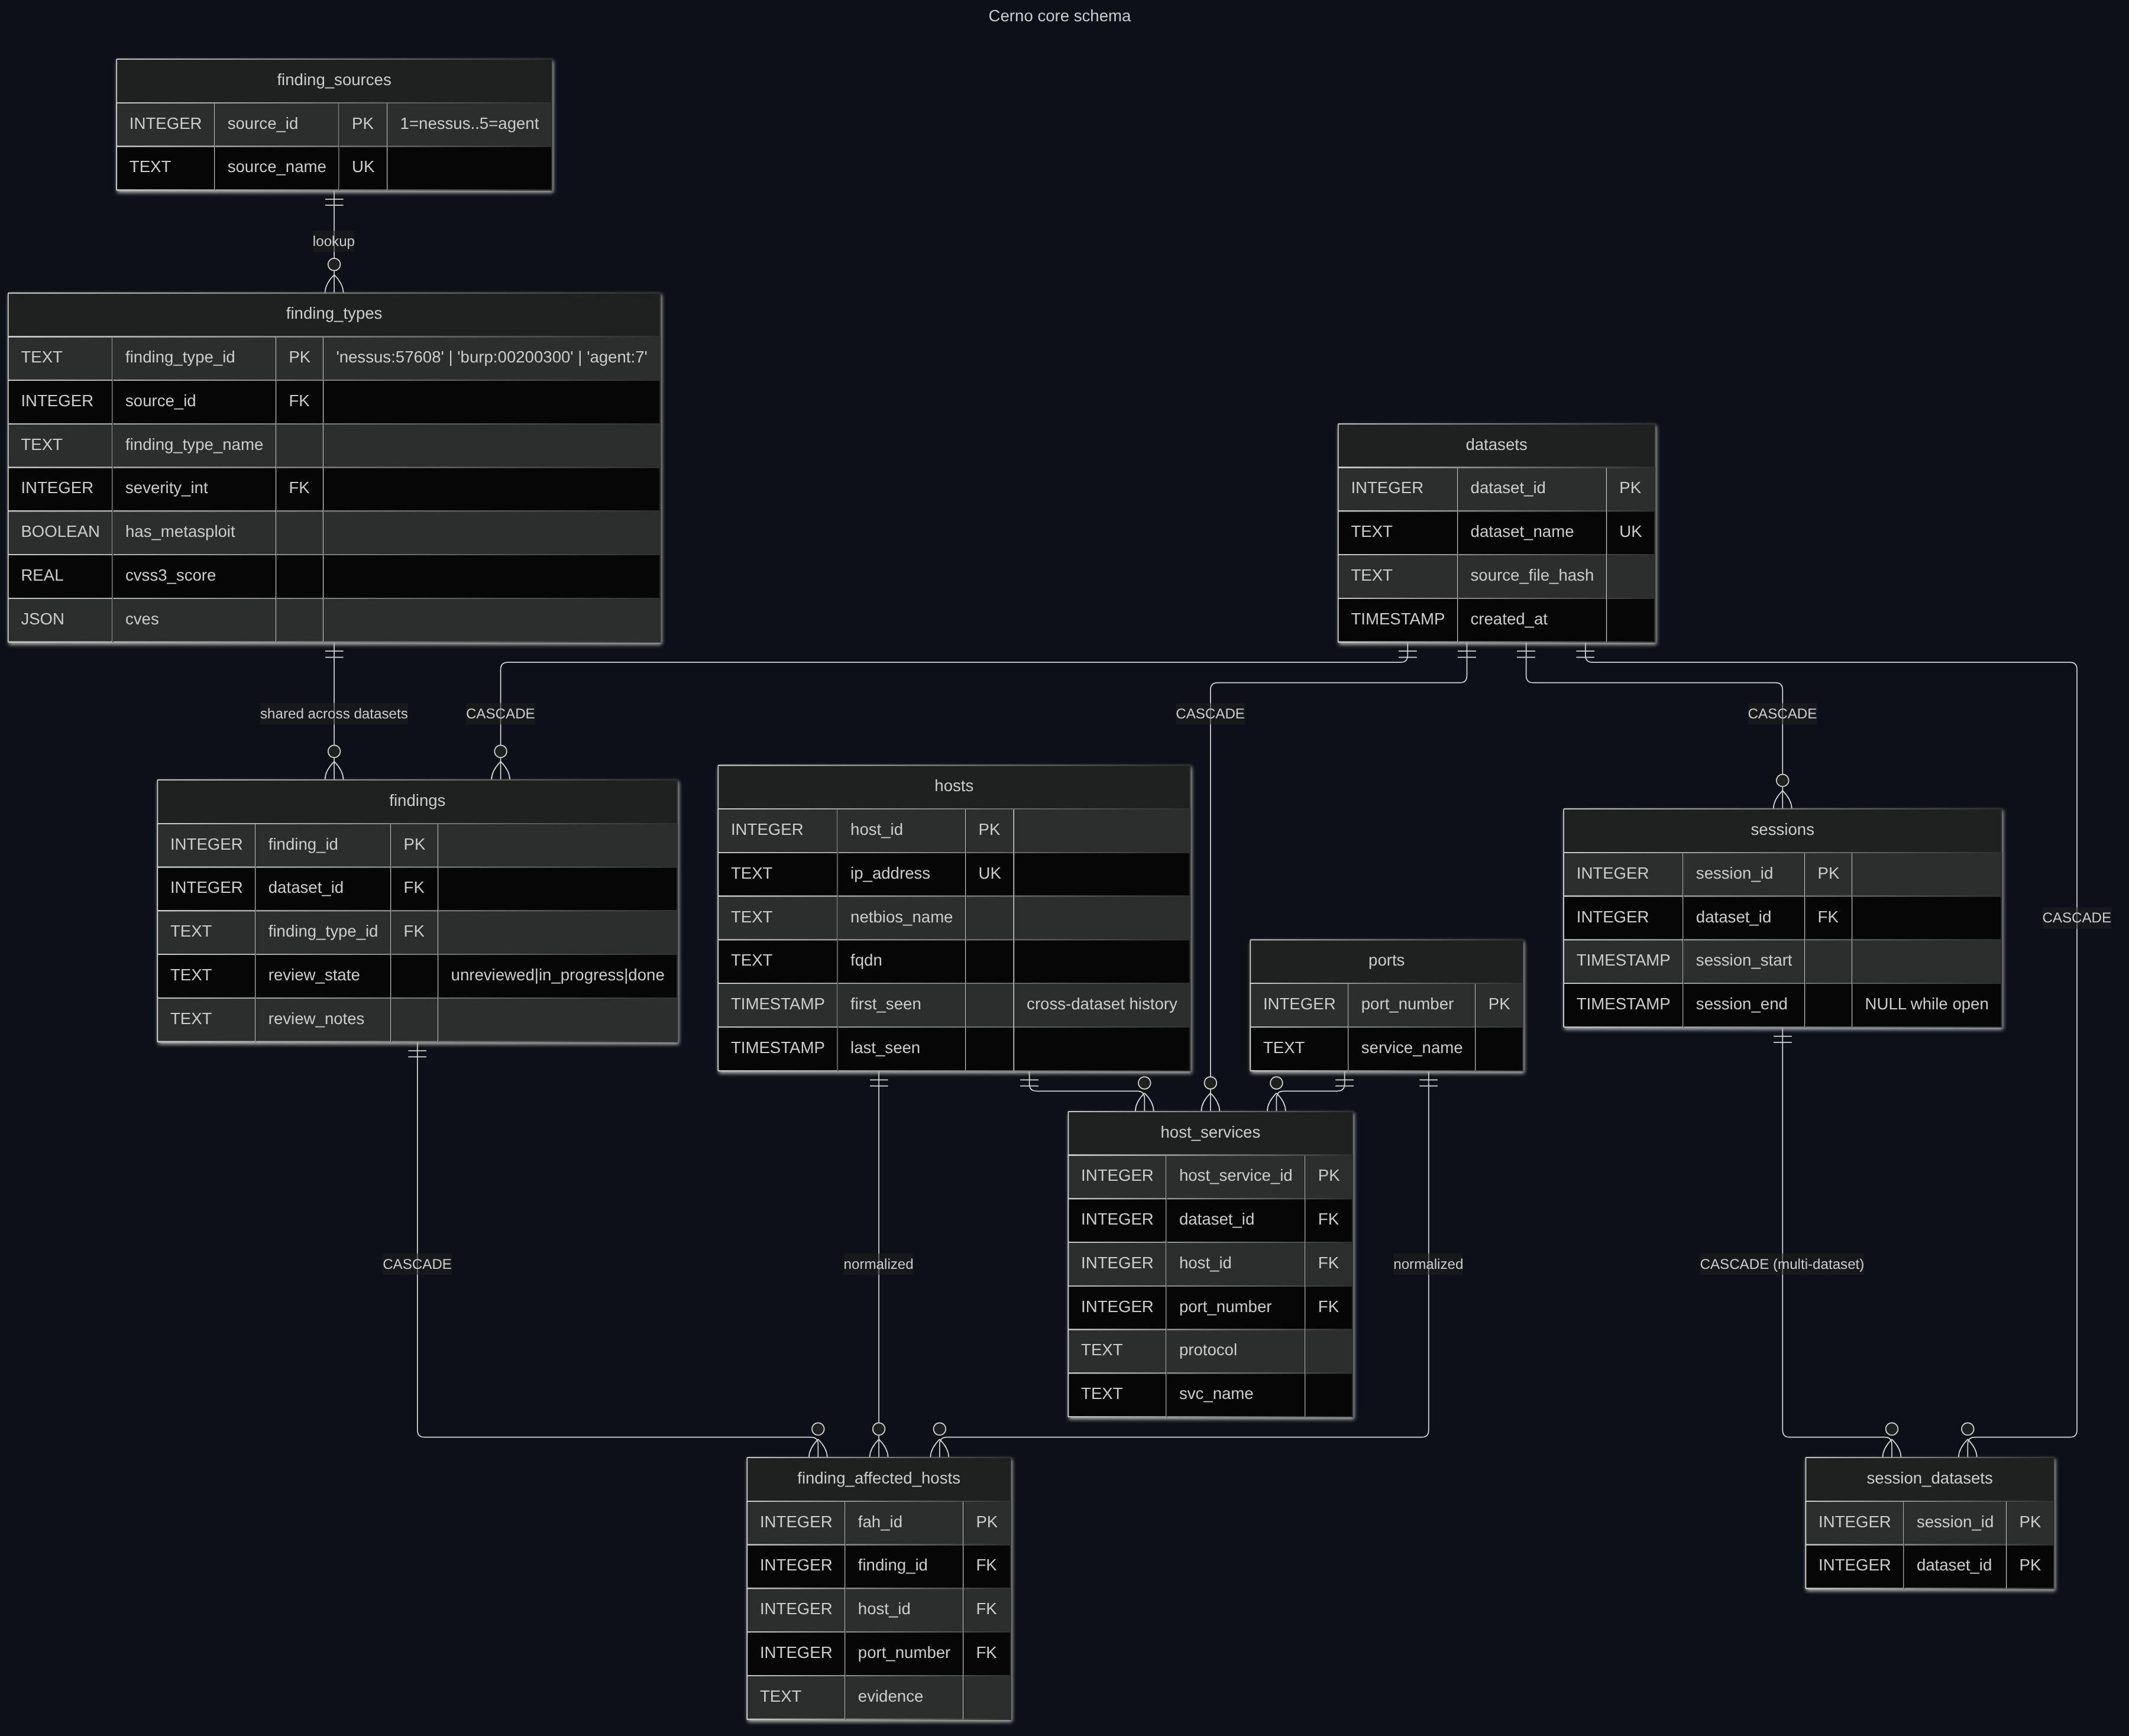 Cerno core schema
finding_sources
INTEGER source_id PK 1=nessus..5=agent
TEXT source_name UK
lookup
finding_types
TEXT finding_type_id PK 'nessus:57608' | 'burp:00200300' | 'agent:7'
INTEGER source_id FK
TEXT finding_type_name
INTEGER severity_int FK
BOOLEAN has_metasploit
REAL cvss3_score
JSON cves
datasets
INTEGER dataset_id PK
TEXT dataset_name UK
TEXT source_file_hash
TIMESTAMP created_at
shared across datasets
CASCADE
CASCADE
CASCADE
CASCADE
findings
INTEGER finding_id PK
INTEGER dataset_id FK
TEXT finding_type_id FK
TEXT review_state unreviewed|in_progress|done
TEXT review_notes
hosts
INTEGER host_id PK
TEXT ip_address UK
TEXT netbios_name
TEXT fqdn
TIMESTAMP first_seen cross-dataset history
TIMESTAMP last_seen
ports
INTEGER port_number PK
TEXT service_name
sessions
INTEGER session_id PK
INTEGER dataset_id FK
TIMESTAMP session_start
TIMESTAMP session_end NULL while open
host_services
INTEGER host_service_id PK
INTEGER dataset_id FK
INTEGER host_id FK
INTEGER port_number FK
TEXT protocol
TEXT svc_name
CASCADE
normalized
normalized
CASCADE (multi-dataset)
finding_affected_hosts
INTEGER fah_id PK
INTEGER finding_id FK
INTEGER host_id FK
INTEGER port_number FK
TEXT evidence
session_datasets
INTEGER session_id PK
INTEGER dataset_id PK